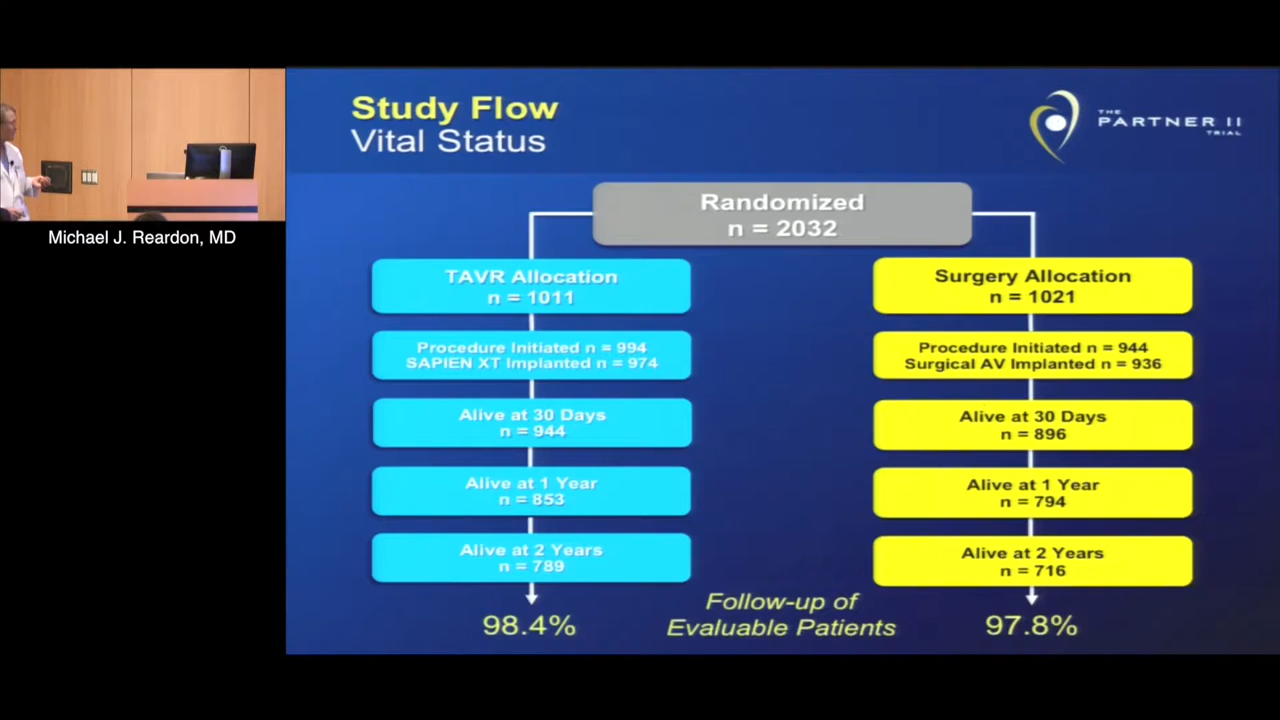 Michael J. Reardon, MD
Study Flow
Vital Status
THE
PARTNER II
TRIAL
Randomized
n = 2032
TAVR Allocation
n = 1011
Procedure Initiated n = 994
SAPIEN XT Implanted n = 974
Alive at 30 Days
n = 944
Alive at 1 Year
n = 853
Alive at 2 Years
n = 789
98.4%
Surgery Allocation
n = 1021
Procedure Initiated n = 944
Surgical AV Implanted n = 936
Alive at 30 Days
n = 896
Alive at 1 Year
n = 794
Alive at 2 Years
n = 716
97.8%
Follow-up of
Evaluable Patients